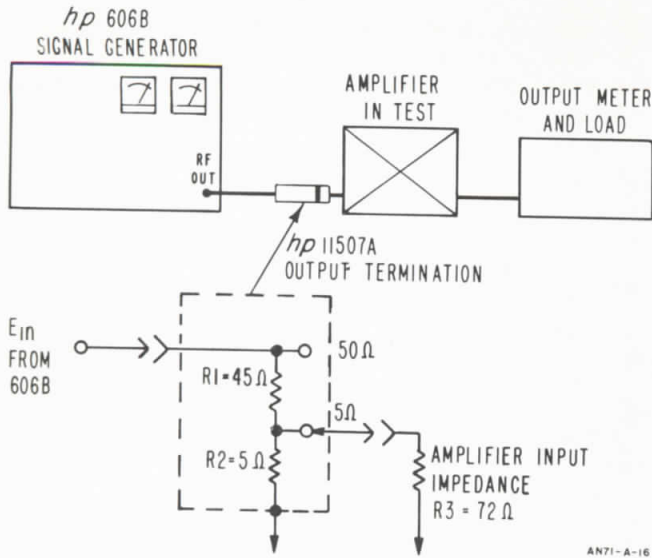 hp 606B
SIGNAL GENERATOR
RF
OUT
AMPLIFIER
IN TEST
OUTPUT METER
AND LOAD
hp 11507A
OUTPUT TERMINATION
EIN
FROM
606B
50Ω
R1=45Ω
5Ω
R2=5Ω
AMPLIFIER INPUT
IMPEDANCE
R3=72Ω
AN71-A-16